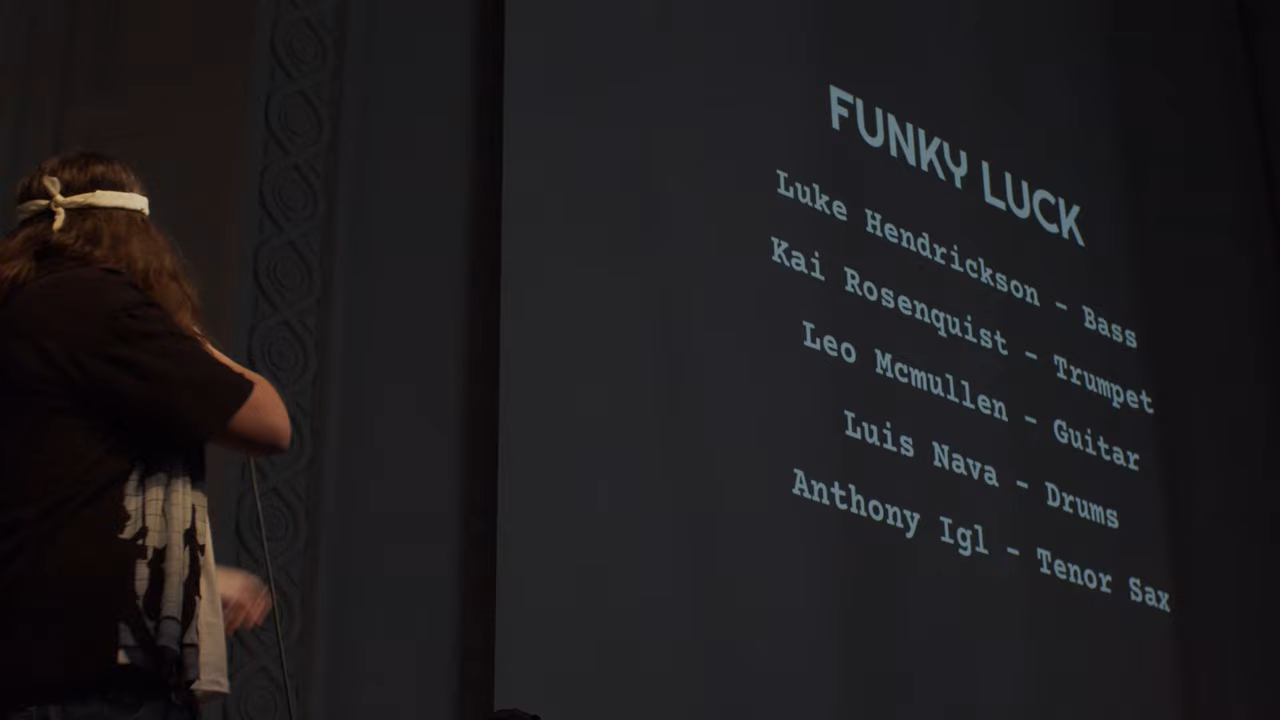 FUNKY LUCK
Luke Hendrickson - Bass
Kai Rosenquist - Trumpet
Leo Mcmullen - Guitar
Luis Nava - Drums
Anthony Igl - Tenor Sax